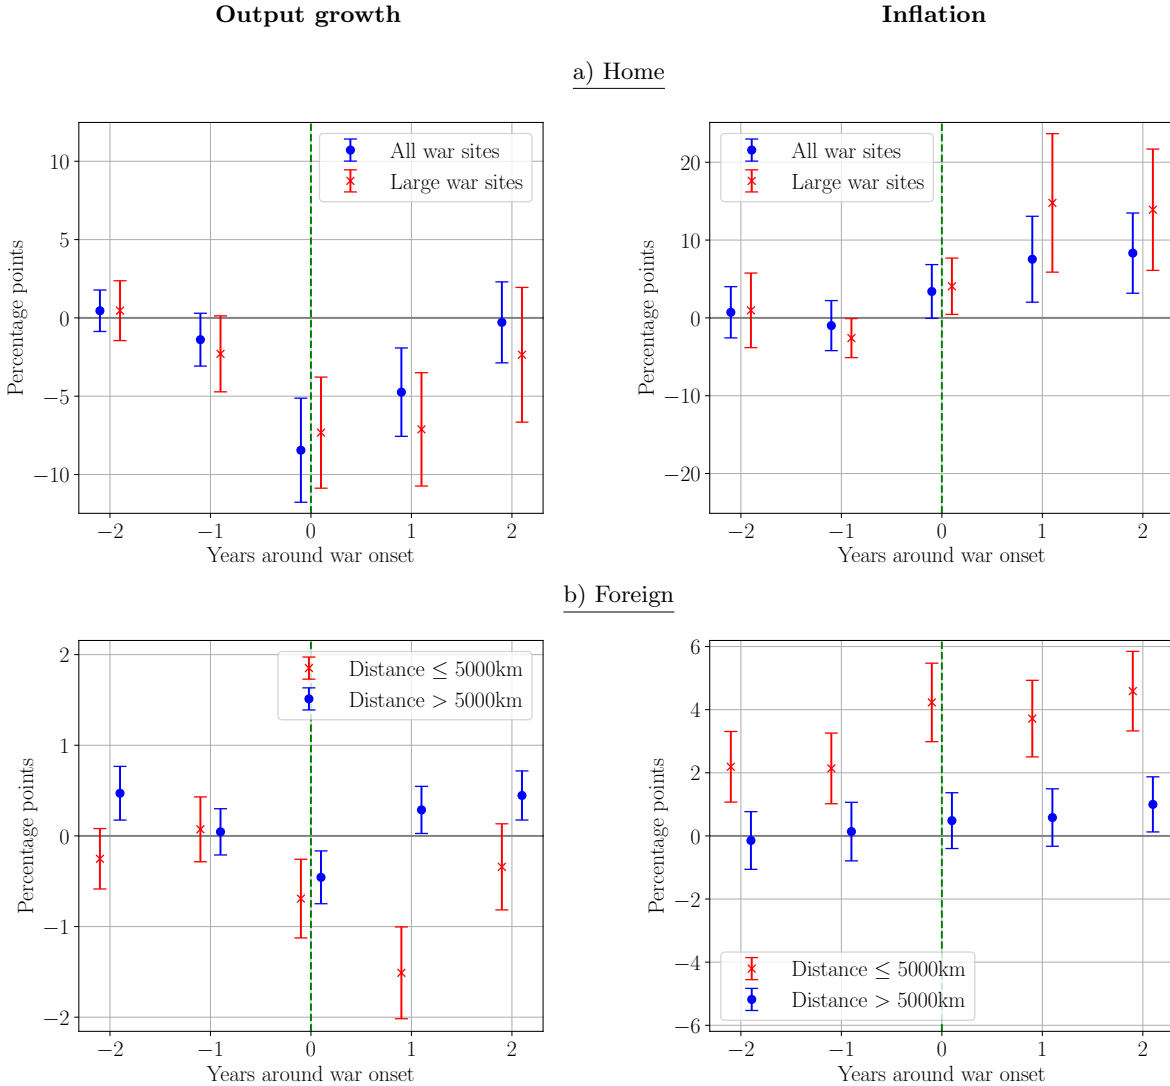 Output growth
Inflation
a) Home
Percentage points
10
5
0
−5
−10
All war sites
Large war sites
−2 −1 0 1 2
Years around war onset
Percentage points
20
10
0
−10
−20
All war sites
Large war sites
−2 −1 0 1 2
Years around war onset
b) Foreign
Percentage points
2
1
0
−1
−2
Distance ≤ 5000km
Distance > 5000km
−2 −1 0 1 2
Years around war onset
Percentage points
6
4
2
0
−2
−4
−6
Distance ≤ 5000km
Distance > 5000km
−2 −1 0 1 2
Years around war onset